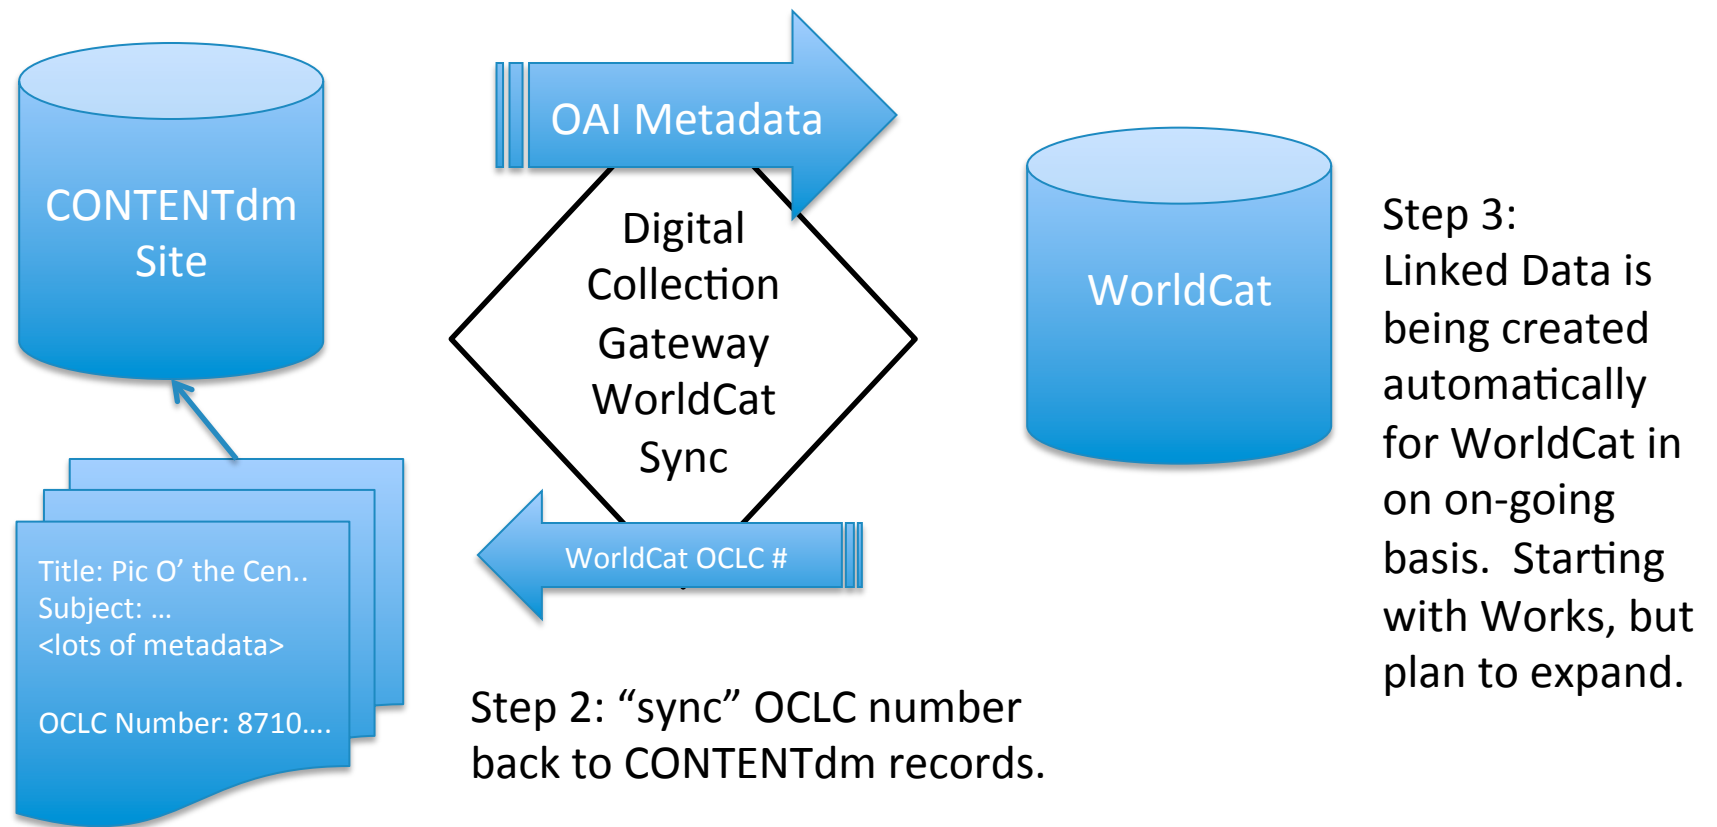 CONTENTdm
Site
OAI Metadata
Digital
Collection
Gateway
WorldCat
Sync
WorldCat OCLC #
WorldCat
Title: Pic O’ the Cen..
Subject: …
<lots of metadata>
OCLC Number: 8710….
Step 2: “sync” OCLC number
back to CONTENTdm records.
Step 3:
Linked Data is
being created
automatically
for WorldCat in
on on-going
basis.  Starting
with Works, but
plan to expand.